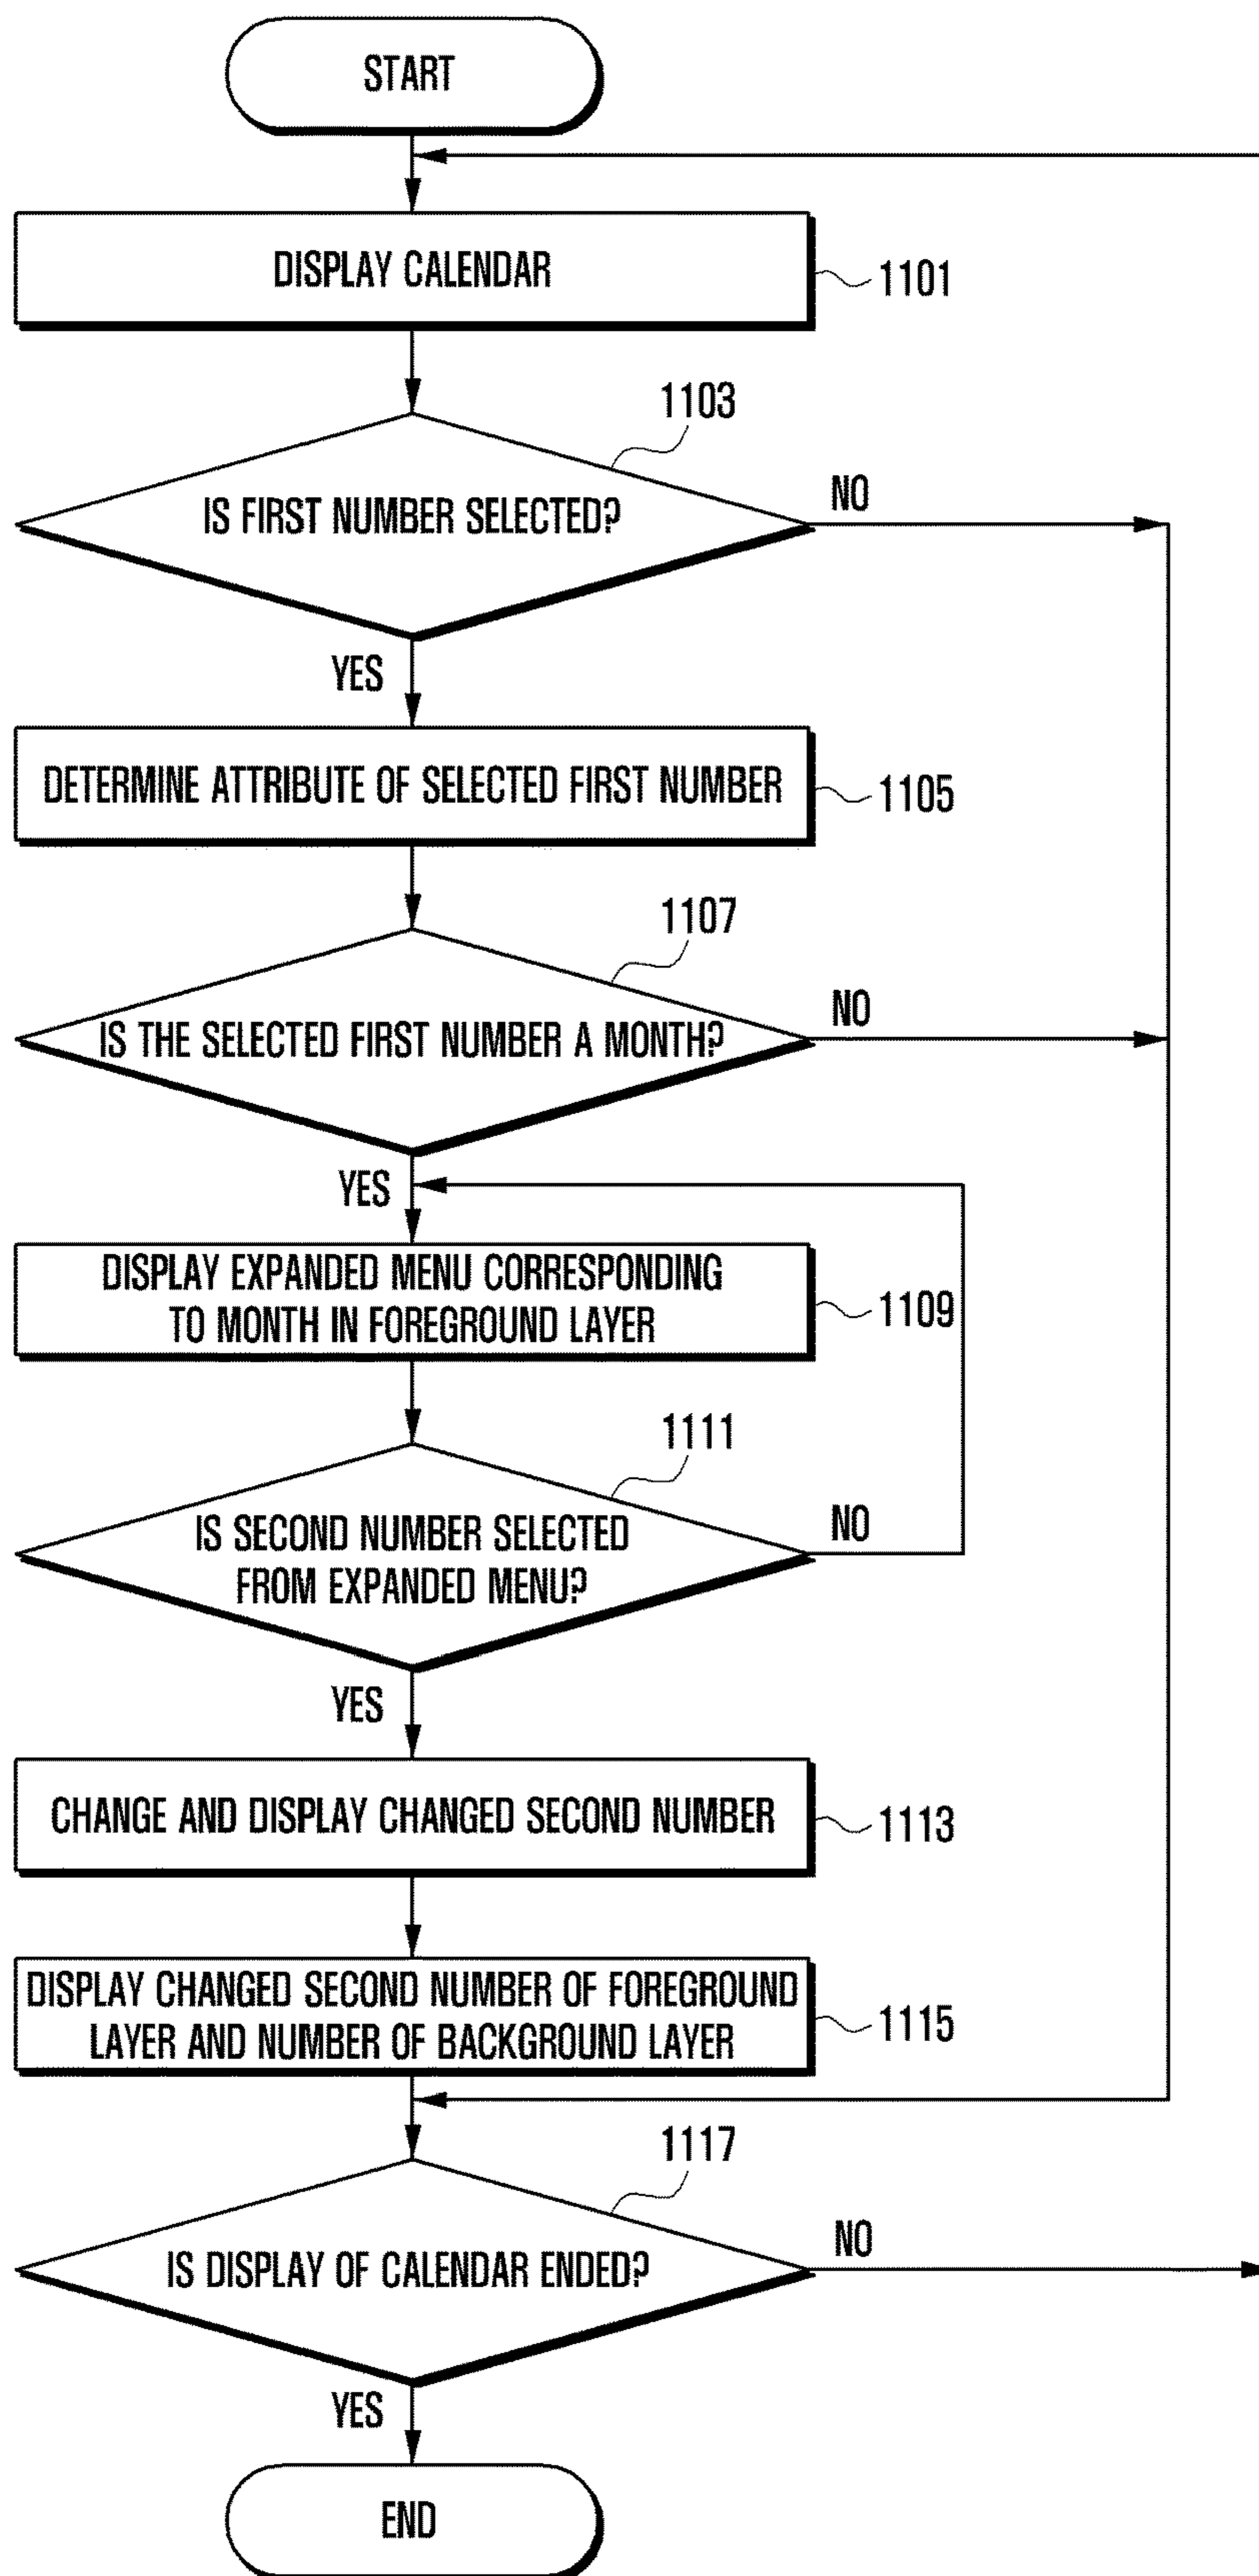 START
DISPLAY CALENDAR
1101
1103
IS FIRST NUMBER SELECTED?
NO
YES
DETERMINE ATTRIBUTE OF SELECTED FIRST NUMBER
1105
1107
IS THE SELECTED FIRST NUMBER A MONTH?
NO
YES
DISPLAY EXPANDED MENU CORRESPONDING
TO MONTH IN FOREGROUND LAYER
1109
1111
IS SECOND NUMBER SELECTED
FROM EXPANDED MENU?
NO
YES
CHANGE AND DISPLAY CHANGED SECOND NUMBER
1113
DISPLAY CHANGED SECOND NUMBER OF FOREGROUND
LAYER AND NUMBER OF BACKGROUND LAYER
1115
1117
IS DISPLAY OF CALENDAR ENDED?
NO
YES
END